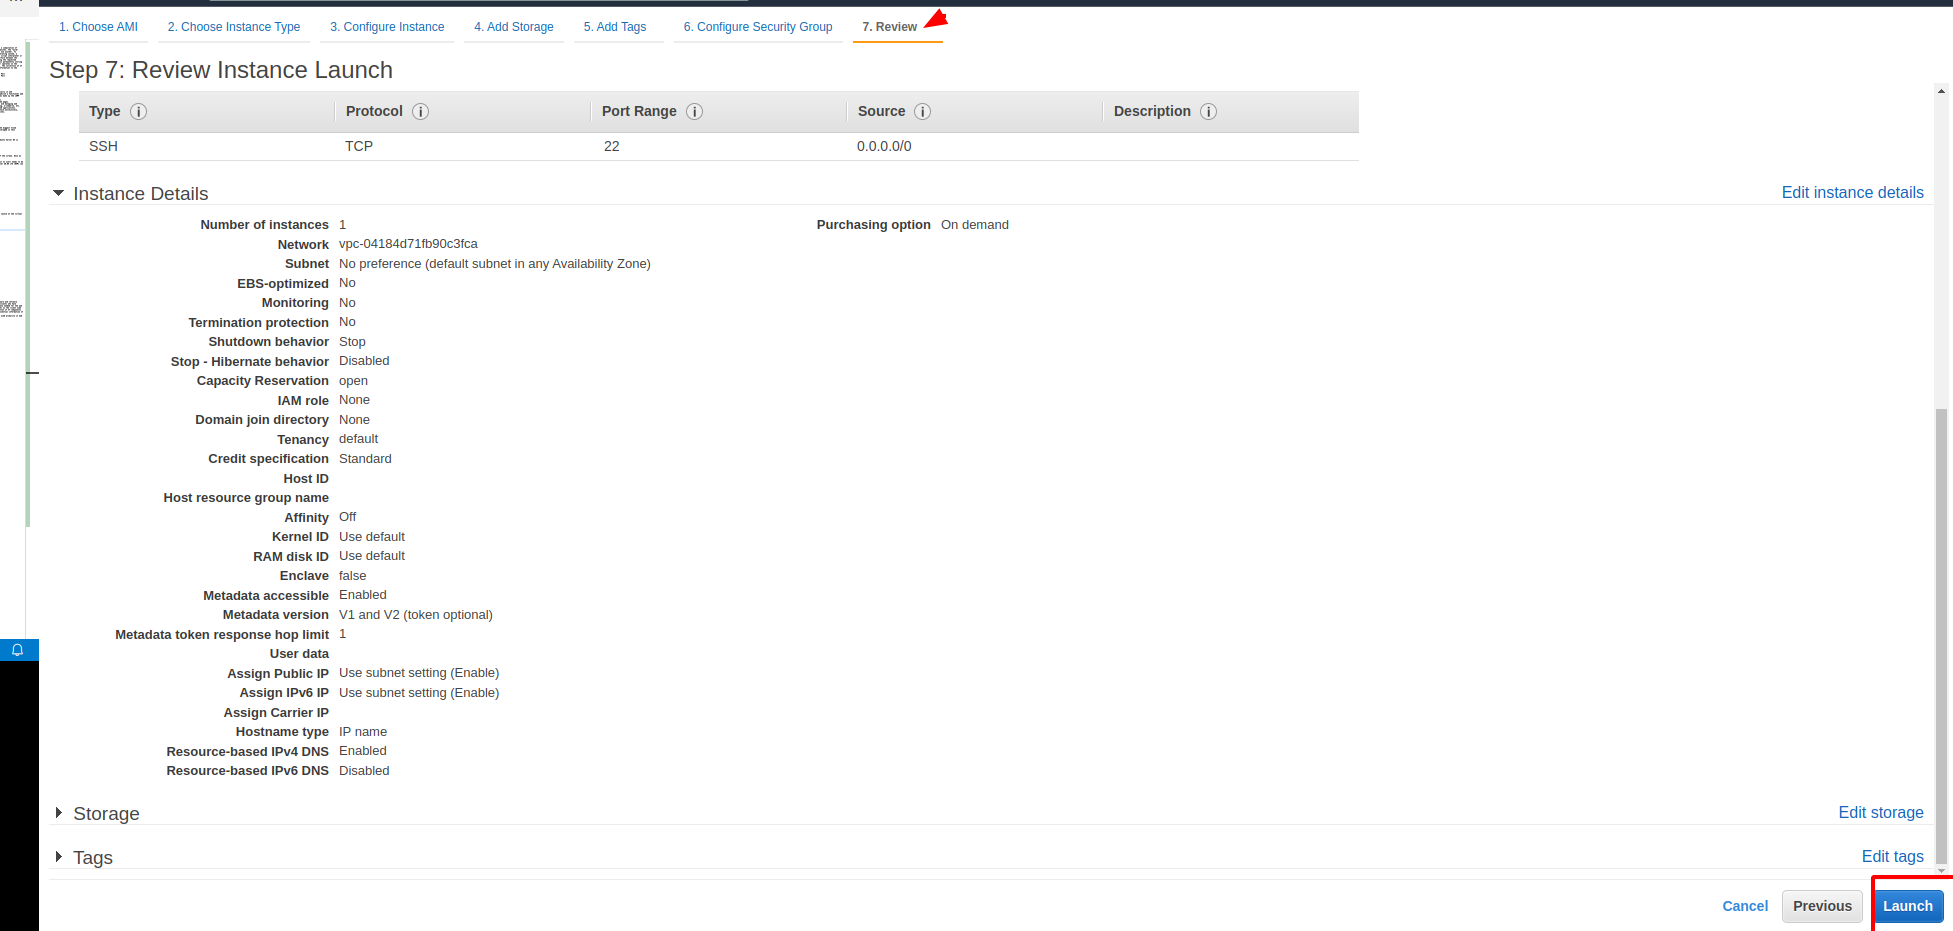 1. Choose AMI 2. Choose Instance Type 3. Configure Instance 4. Add Storage 5. Add Tags 6. Configure Security Group 7. Review
Step 7: Review Instance Launch
Type Protocol Port Range Source Description
SSH TCP 22 0.0.0.0/0
Instance Details Edit instance details
Number of instances 1 Purchasing option On demand
Network vpc-04184d71fb90c3fca
Subnet No preference (default subnet in any Availability Zone)
EBS-optimized No
Monitoring No
Termination protection No
Shutdown behavior Stop
Stop - Hibernate behavior Disabled
Capacity Reservation open
IAM role None
Domain join directory None
Tenancy default
Credit specification Standard
Host ID
Host resource group name
Affinity Off
Kernel ID Use default
RAM disk ID Use default
Enclave false
Metadata accessible Enabled
Metadata version V1 and V2 (token optional)
Metadata token response hop limit 1
User data
Assign Public IP Use subnet setting (Enable)
Assign IPv6 IP Use subnet setting (Enable)
Assign Carrier IP
Hostname type IP name
Resource-based IPv4 DNS Enabled
Resource-based IPv6 DNS Disabled
Storage Edit storage
Tags Edit tags
Cancel Previous Launch